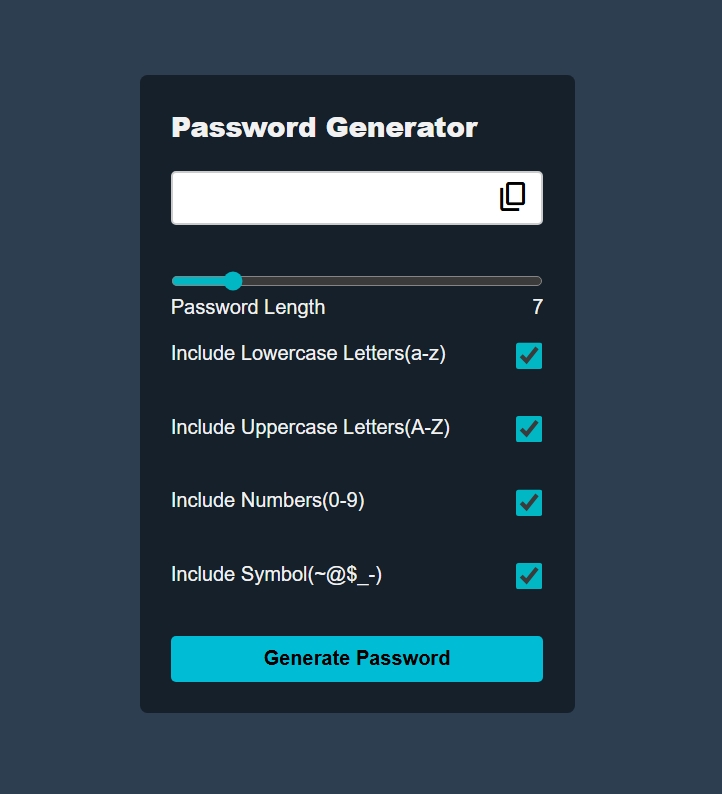 Password Generator
Password Length 7
Include Lowercase Letters(a-z)
Include Uppercase Letters(A-Z)
Include Numbers(0-9)
Include Symbol(~@$_-)
Generate Password